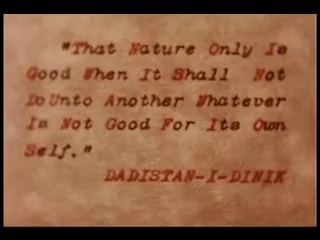 "That Nature Only Is
Good When It Shall Not
Do Unto Another Whatever
Is Not Good For Its Own
Self."
DADISTAN-I-DINIK